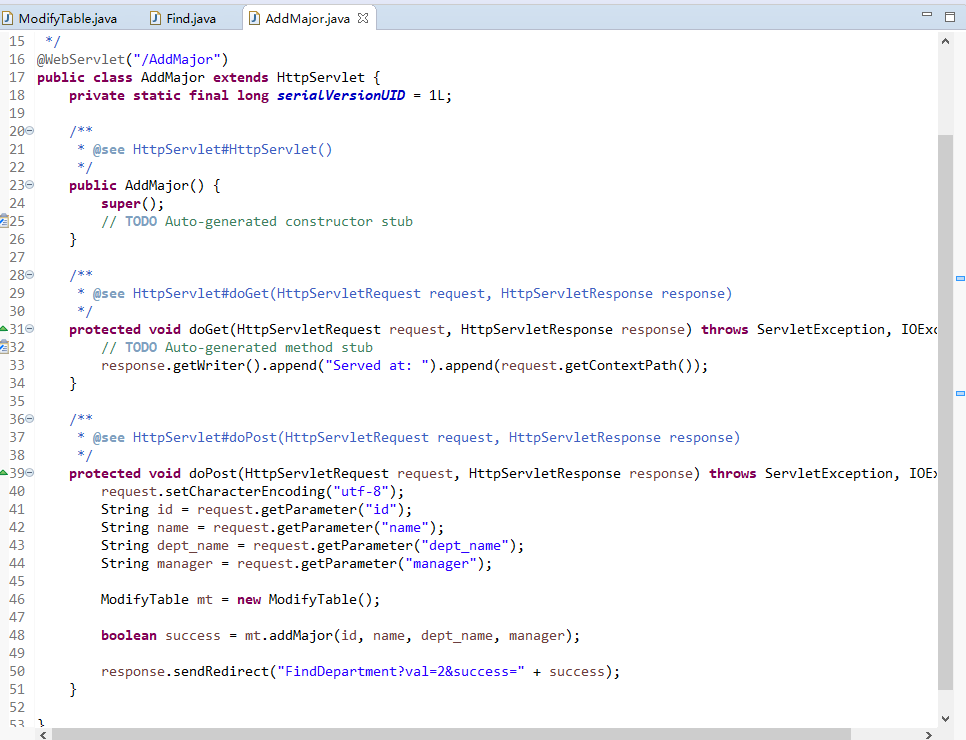 ModifyTable.java Find.java AddMajor.java
15 */
16 @WebServlet("/AddMajor")
17 public class AddMajor extends HttpServlet {
18 private static final long serialVersionUID = 1L;
19
20 /**
21 * @see HttpServlet#HttpServlet()
22 */
23 public AddMajor() {
24 super();
25 // TODO Auto-generated constructor stub
26 }
27
28 /**
29 * @see HttpServlet#doGet(HttpServletRequest request, HttpServletResponse response)
30 */
31 protected void doGet(HttpServletRequest request, HttpServletResponse response) throws ServletException, IOExc
32 // TODO Auto-generated method stub
33 response.getWriter().append("Served at: ").append(request.getContextPath());
34 }
35
36 /**
37 * @see HttpServlet#doPost(HttpServletRequest request, HttpServletResponse response)
38 */
39 protected void doPost(HttpServletRequest request, HttpServletResponse response) throws ServletException, IOEx
40 request.setCharacterEncoding("utf-8");
41 String id = request.getParameter("id");
42 String name = request.getParameter("name");
43 String dept_name = request.getParameter("dept_name");
44 String manager = request.getParameter("manager");
45
46 ModifyTable mt = new ModifyTable();
47
48 boolean success = mt.addMajor(id, name, dept_name, manager);
49
50 response.sendRedirect("FindDepartment?val=2&success=" + success);
51 }
52
53 }